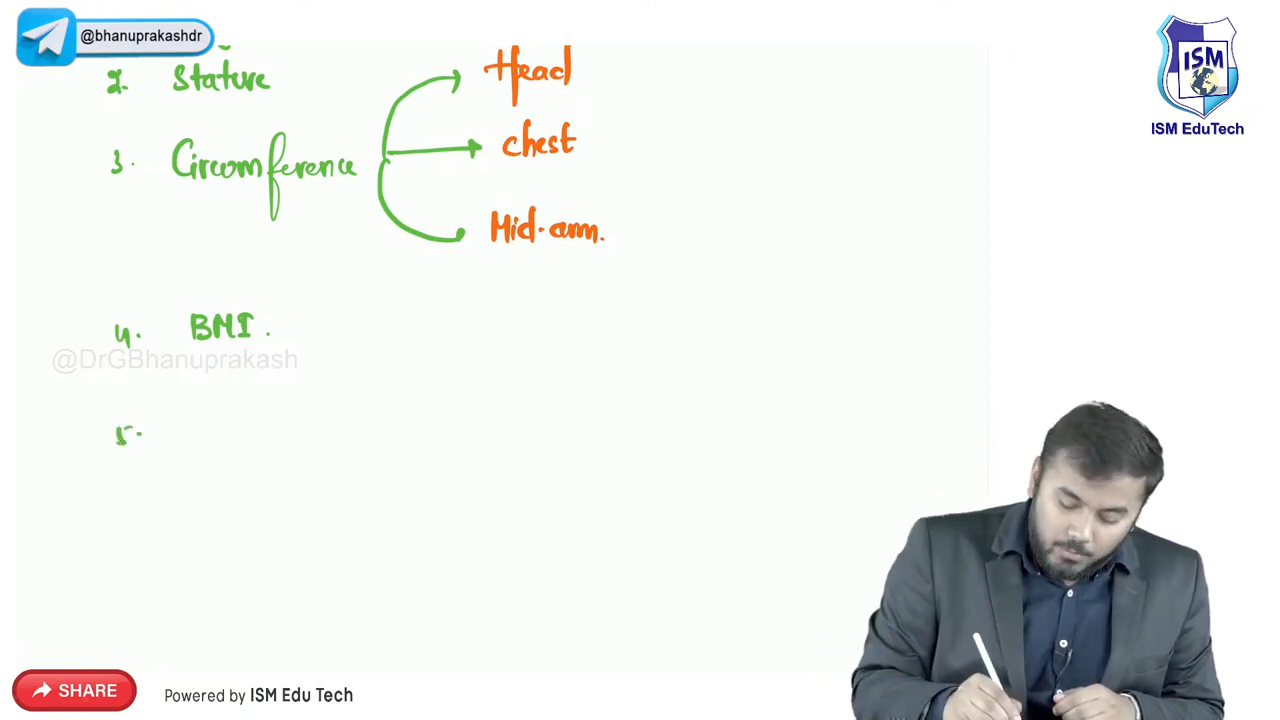 @bhanuprakashdr
ISM
ISM EduTech
2. Stature
Head
3. Circumference
chest
Mid-arm.
4. BMI.
@DrGBhanuprakash
5.
SHARE
Powered by ISM Edu Tech